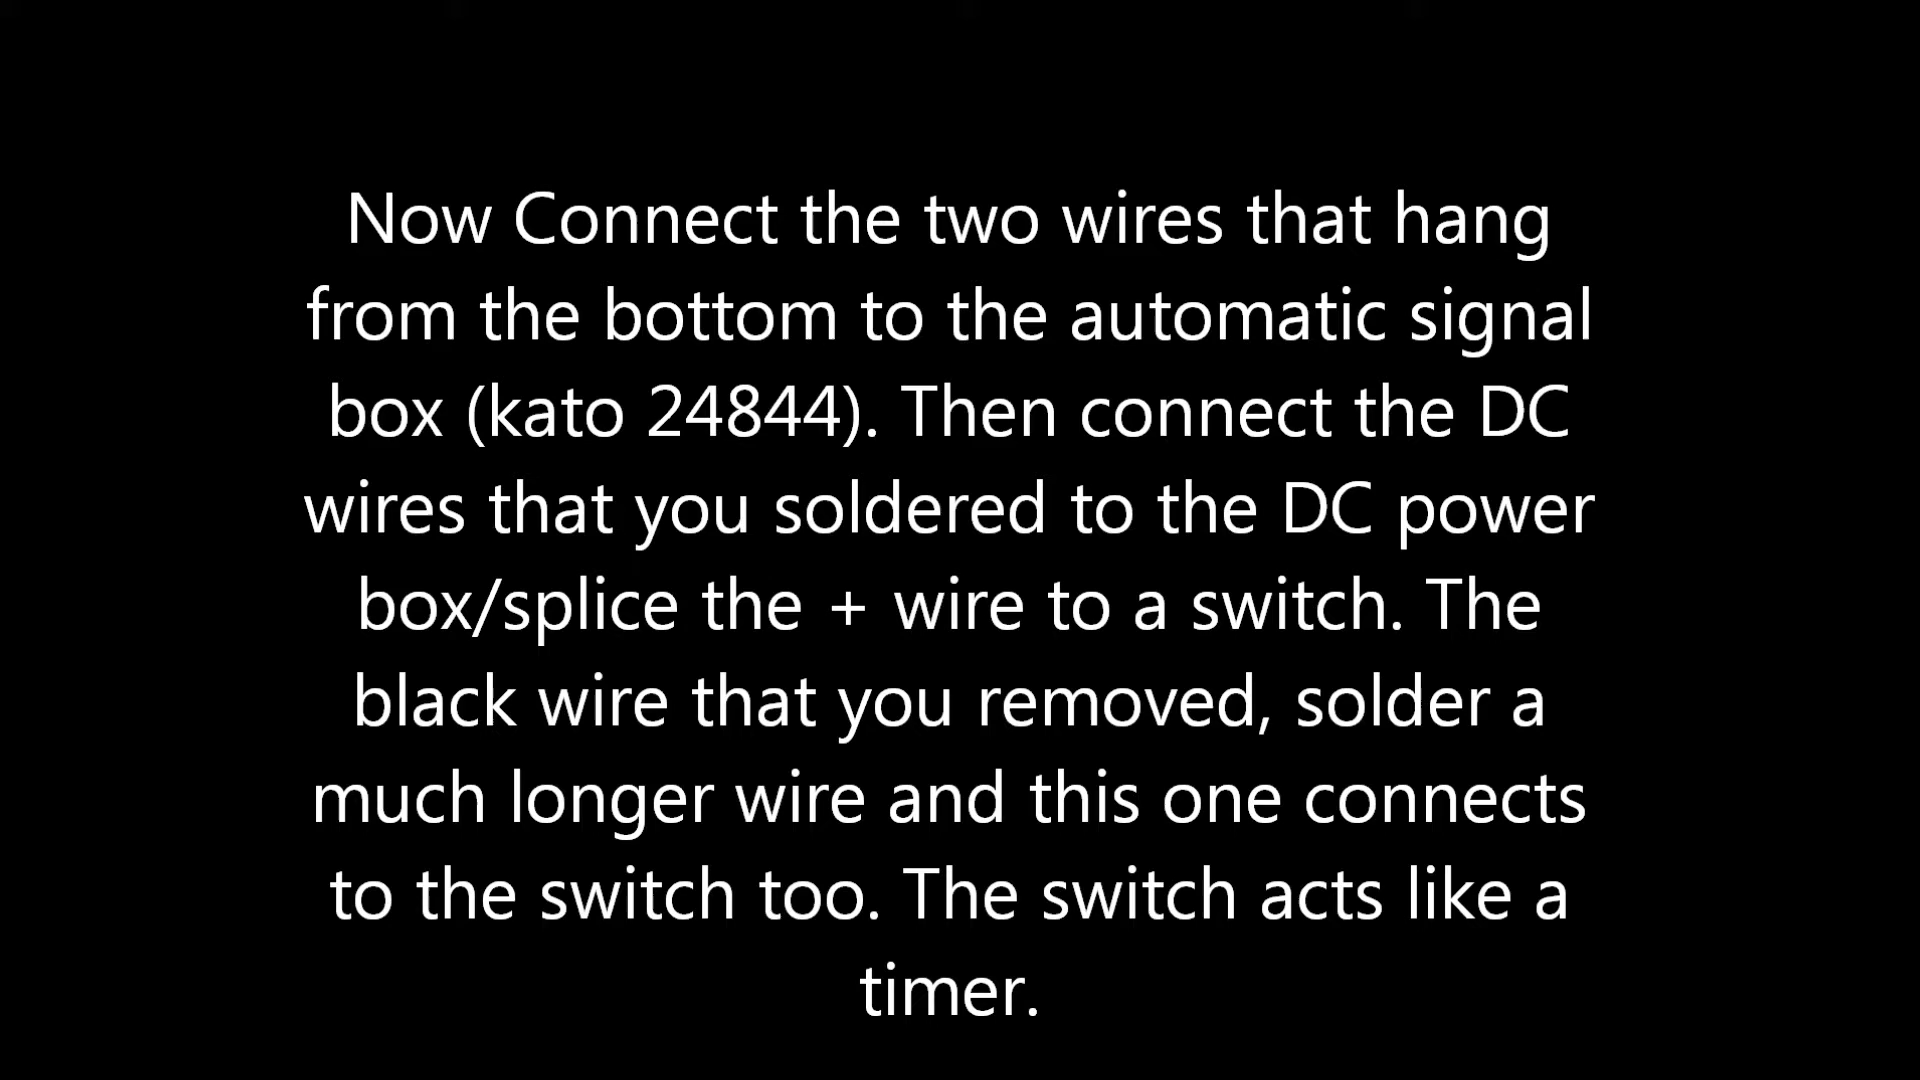 Now Connect the two wires that hang
from the bottom to the automatic signal
box (kato 24844). Then connect the DC
wires that you soldered to the DC power
box/splice the + wire to a switch. The
black wire that you removed, solder a
much longer wire and this one connects
to the switch too. The switch acts like a
timer.